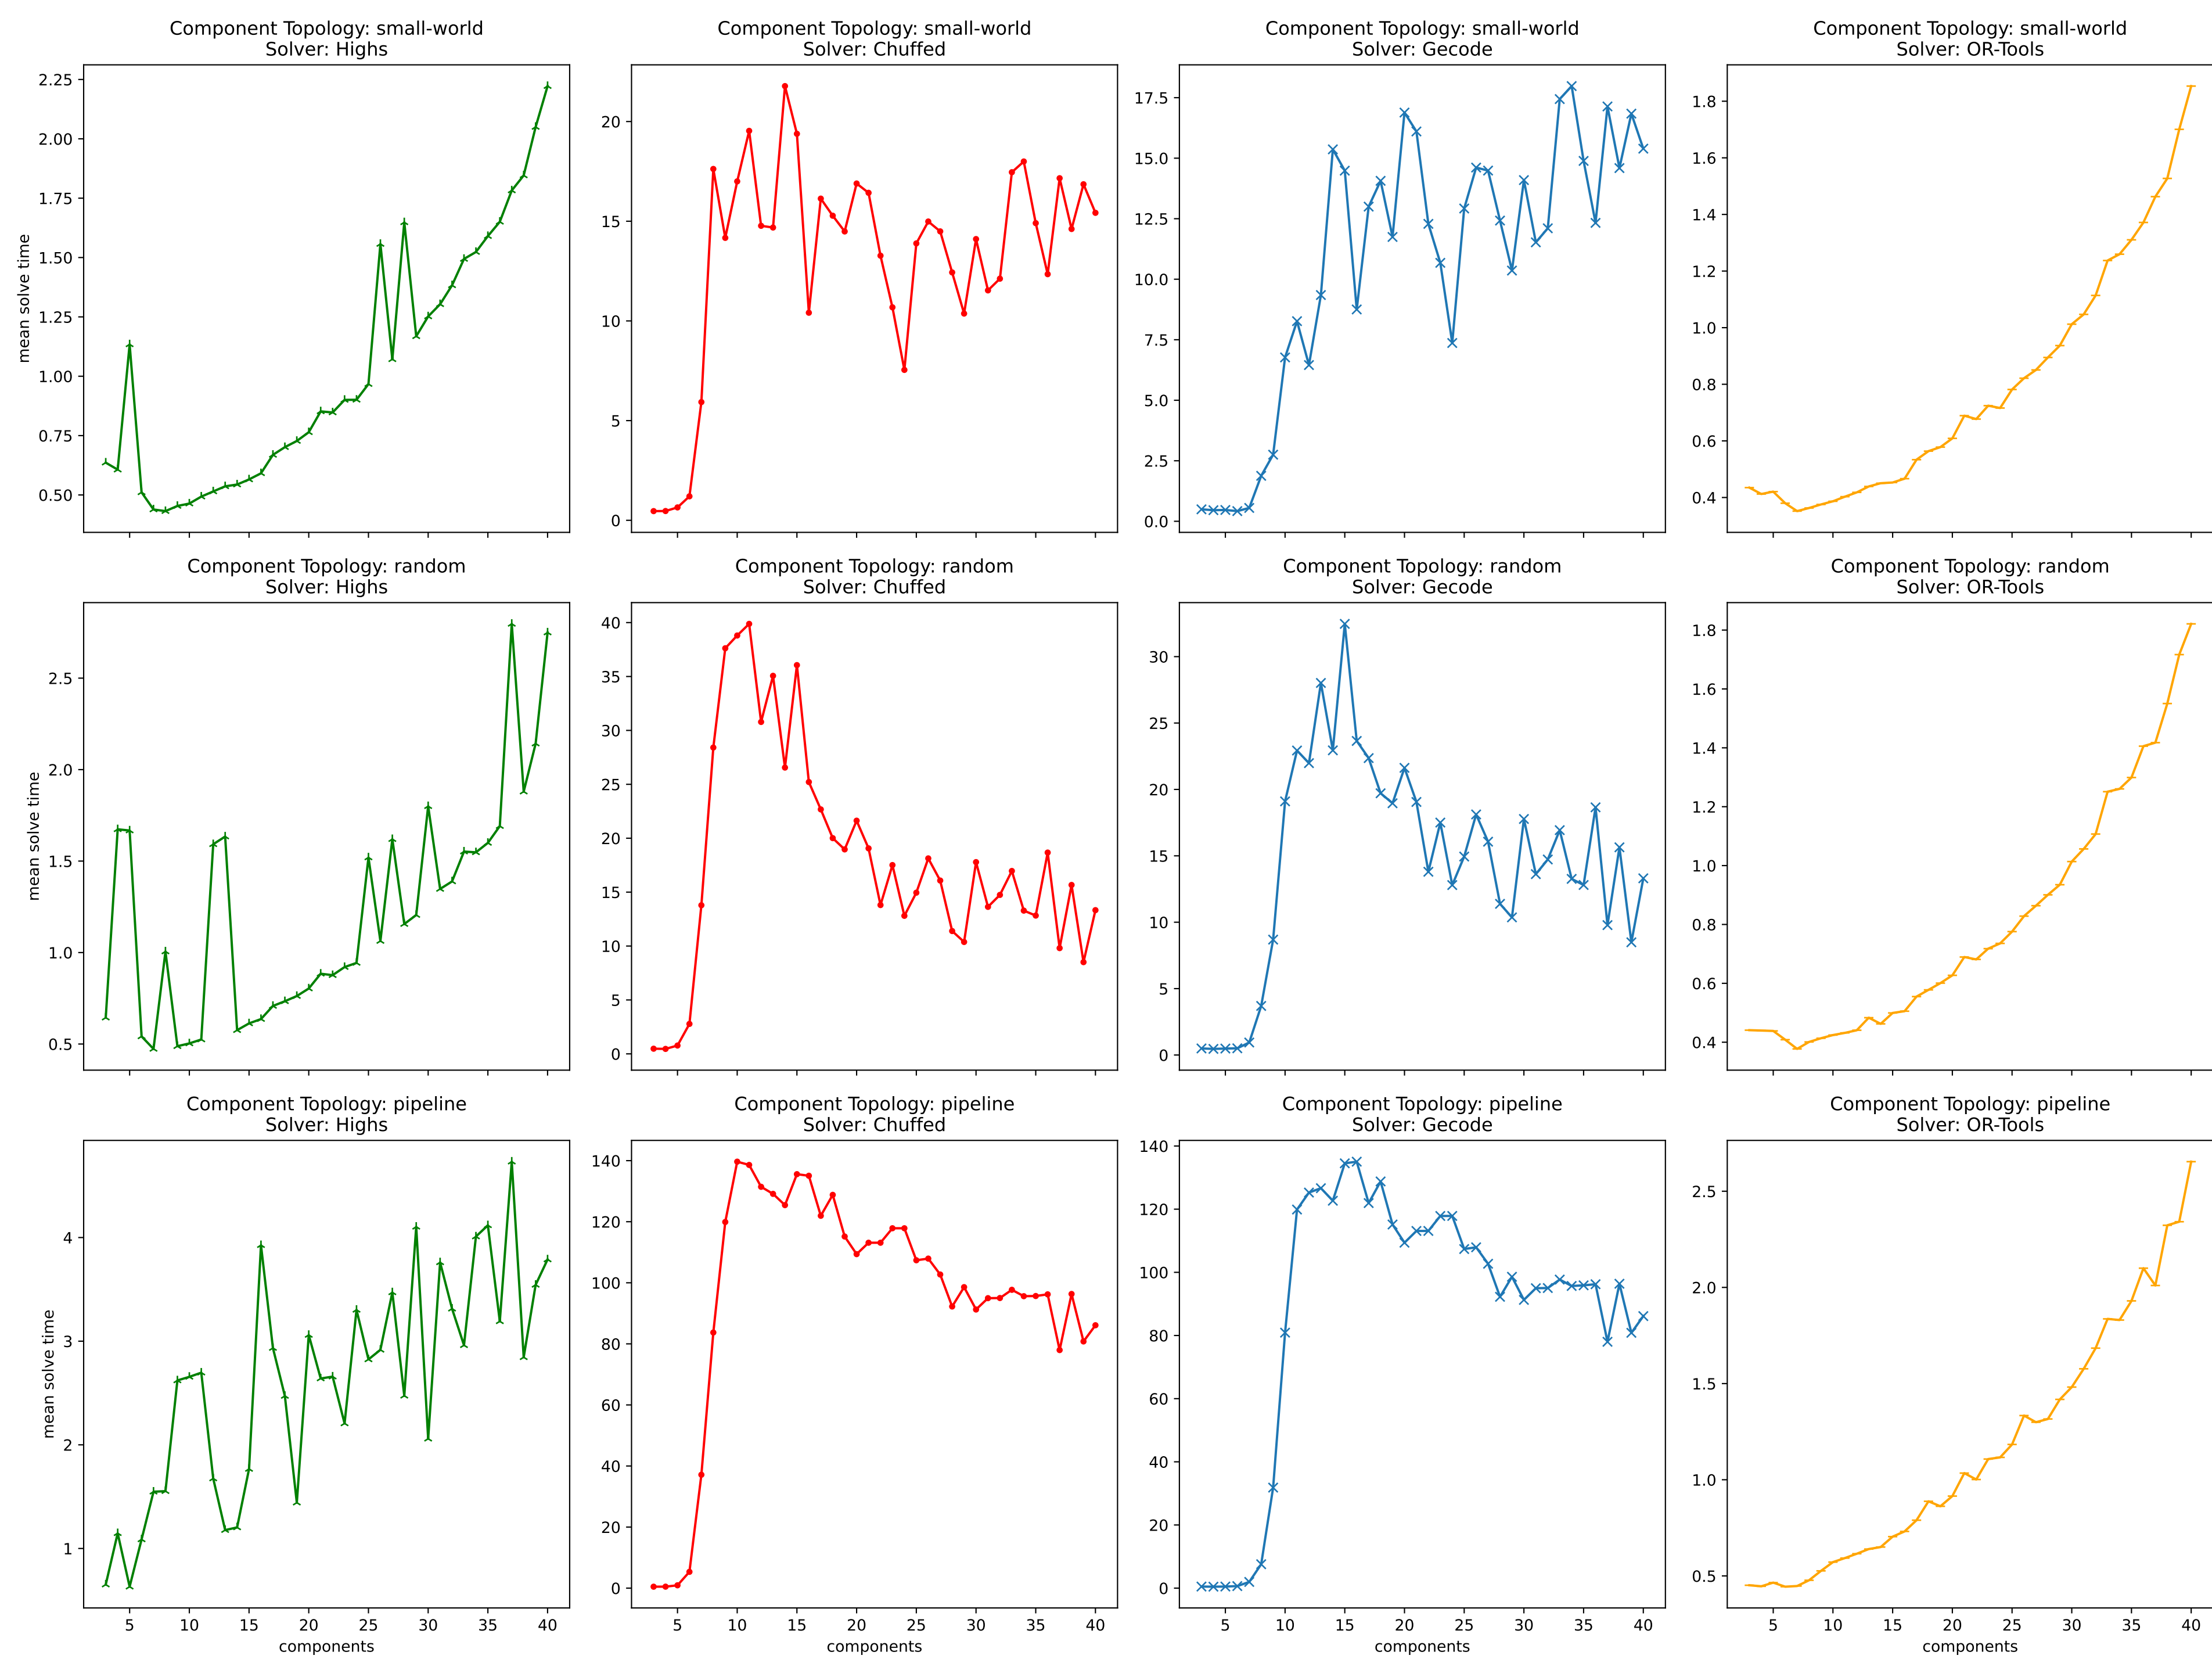 Component Topology: small-world
Solver: Highs
Component Topology: small-world
Solver: Chuffed
Component Topology: small-world
Solver: Gecode
Component Topology: small-world
Solver: OR-Tools
mean solve time
2.25
2.00
1.75
1.50
1.25
1.00
0.75
0.50
20
15
10
5
0
17.5
15.0
12.5
10.0
7.5
5.0
2.5
0.0
1.8
1.6
1.4
1.2
1.0
0.8
0.6
0.4
Component Topology: random
Solver: Highs
Component Topology: random
Solver: Chuffed
Component Topology: random
Solver: Gecode
Component Topology: random
Solver: OR-Tools
mean solve time
2.5
2.0
1.5
1.0
0.5
40
35
30
25
20
15
10
5
0
30
25
20
15
10
5
0
1.8
1.6
1.4
1.2
1.0
0.8
0.6
0.4
Component Topology: pipeline
Solver: Highs
Component Topology: pipeline
Solver: Chuffed
Component Topology: pipeline
Solver: Gecode
Component Topology: pipeline
Solver: OR-Tools
mean solve time
4
3
2
1
140
120
100
80
60
40
20
0
140
120
100
80
60
40
20
0
2.5
2.0
1.5
1.0
0.5
5 10 15 20 25 30 35 40
components
5 10 15 20 25 30 35 40
components
5 10 15 20 25 30 35 40
components
5 10 15 20 25 30 35 40
components